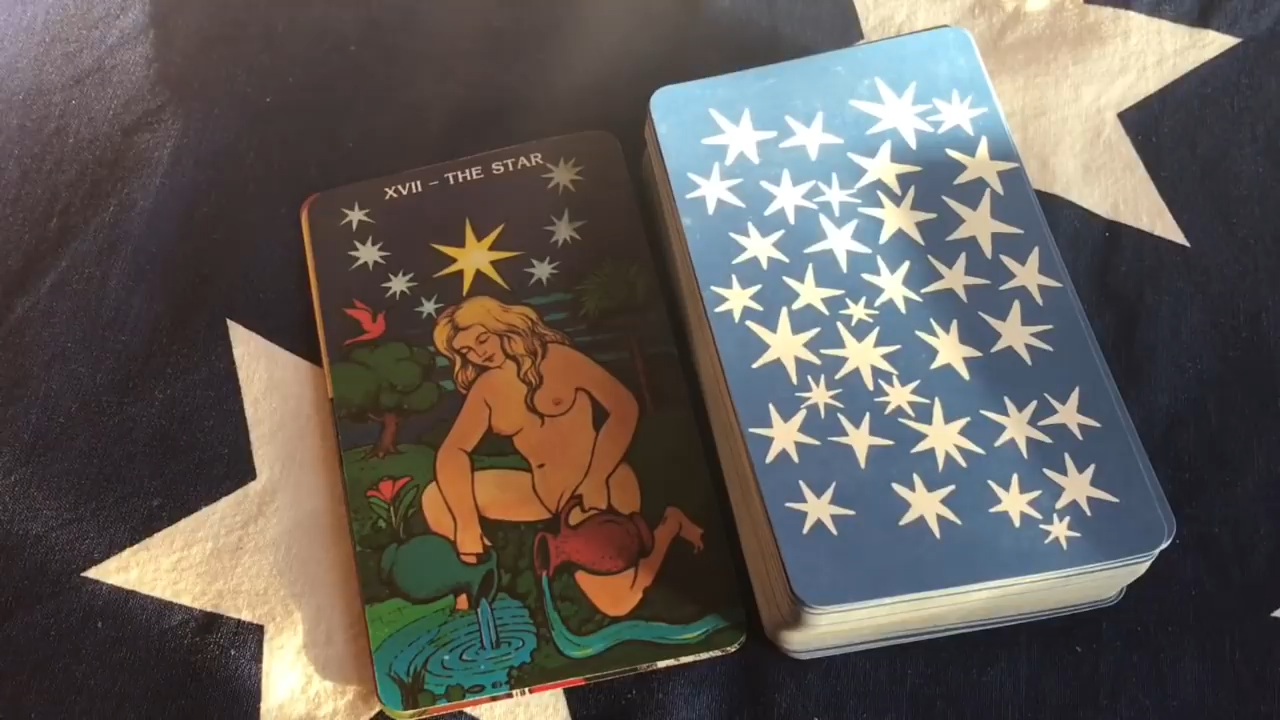 XVII – THE STAR